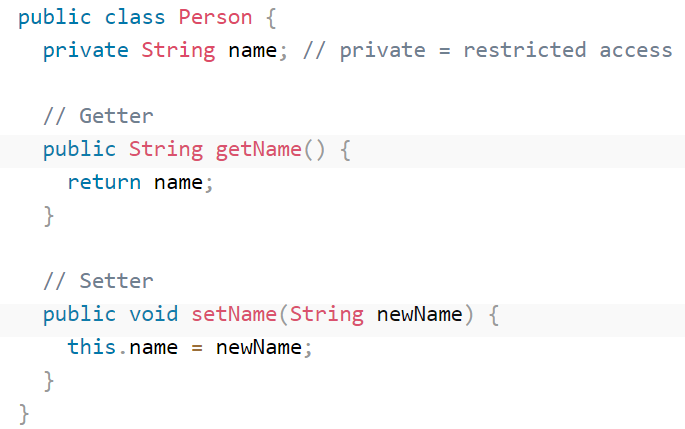 public class Person {
  private String name; // private = restricted access

  // Getter
  public String getName() {
    return name;
  }

  // Setter
  public void setName(String newName) {
    this.name = newName;
  }
}